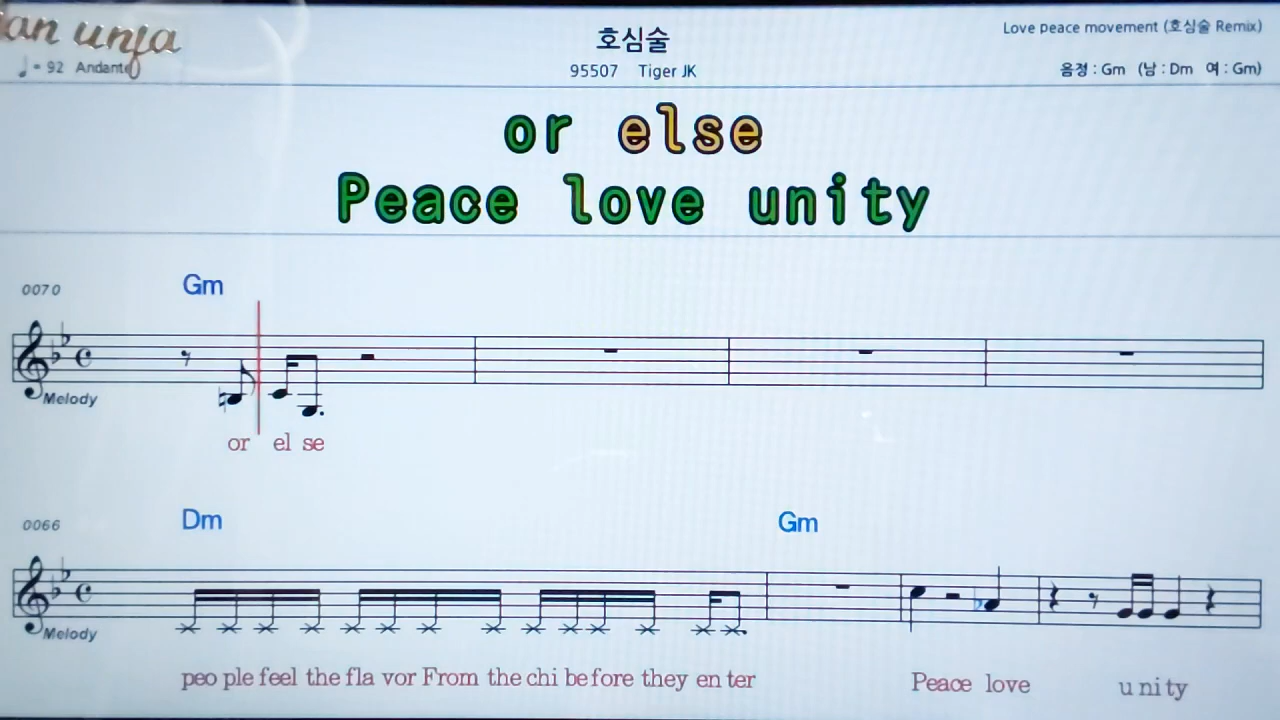 an unja
호심술
Love peace movement (호심술 Remix)
♩ = 92 Andante
95507 Tiger JK
음정 : Gm (남 : Dm 여 : Gm)
or else
Peace love unity
0070
Gm
Melody
or el se
0066
Dm
Gm
Melody
peo ple feel the fla vor From the chi be fore they en ter
Peace love
u ni ty